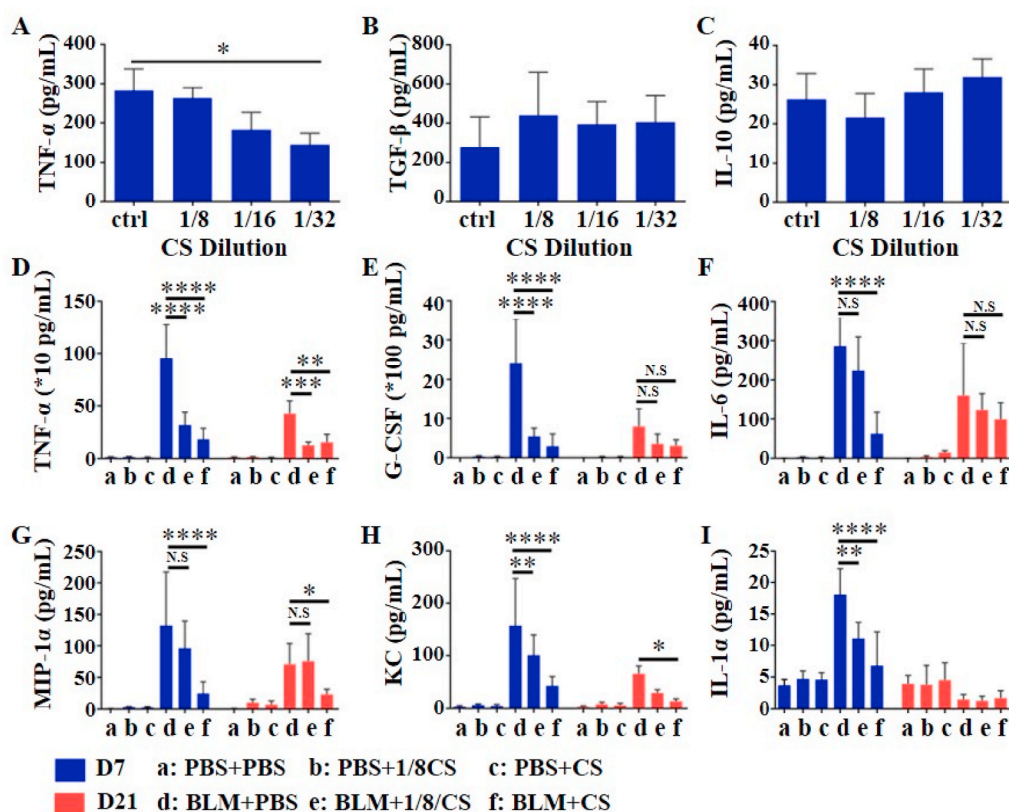 A
TNF-α (pg/mL)
400
300
200
100
0
*
ctrl 1/8 1/16 1/32
CS Dilution
B
TGF-β (pg/mL)
800
600
400
200
0
ctrl 1/8 1/16 1/32
CS Dilution
C
IL-10 (pg/mL)
40
30
20
10
0
ctrl 1/8 1/16 1/32
CS Dilution
D
TNF-α (*10 pg/mL)
150
100
50
0
****
****
**
***
a b c d e f a b c d e f
E
G-CSF (*100 pg/mL)
40
30
20
10
0
****
****
N.S
N.S
a b c d e f a b c d e f
F
IL-6 (pg/mL)
400
300
200
100
0
****
N.S
N.S
N.S
a b c d e f a b c d e f
G
MIP-1α (pg/mL)
250
200
150
100
50
0
****
N.S
*
N.S
a b c d e f a b c d e f
H
KC (pg/mL)
300
200
100
0
****
**
*
a b c d e f a b c d e f
I
IL-1α (pg/mL)
25
20
15
10
5
0
****
**
a b c d e f a b c d e f
D7 a: PBS+PBS b: PBS+1/8CS c: PBS+CS
D21 d: BLM+PBS e: BLM+1/8/CS f: BLM+CS